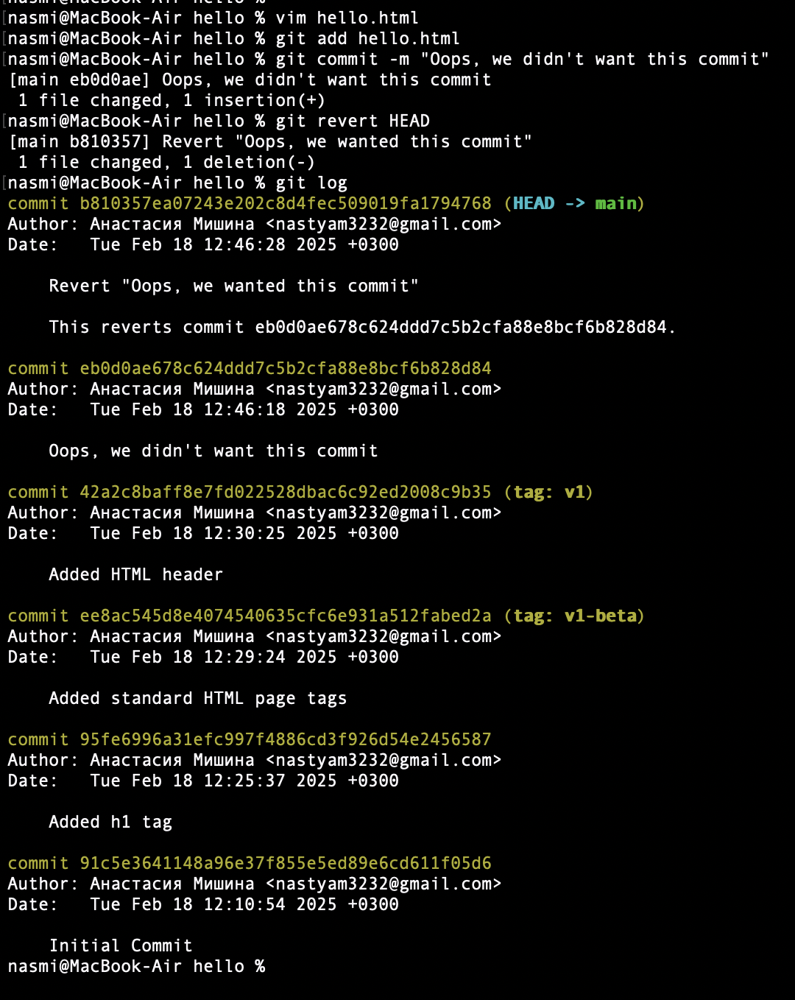 nasmi@MacBook-Air hello %
[nasmi@MacBook-Air hello % vim hello.html
[nasmi@MacBook-Air hello % git add hello.html
[nasmi@MacBook-Air hello % git commit -m "Oops, we didn't want this commit"
[main eb0d0ae] Oops, we didn't want this commit
1 file changed, 1 insertion(+)
[nasmi@MacBook-Air hello % git revert HEAD
[main b810357] Revert "Oops, we wanted this commit"
1 file changed, 1 deletion(-)
[nasmi@MacBook-Air hello % git log
commit b810357ea07243e202c8d4fec509019fa1794768 (HEAD -> main)
Author: Анастасия Мишина <nastyam3232@gmail.com>
Date:   Tue Feb 18 12:46:28 2025 +0300
Revert "Oops, we wanted this commit"
This reverts commit eb0d0ae678c624ddd7c5b2cfa88e8bcf6b828d84.
commit eb0d0ae678c624ddd7c5b2cfa88e8bcf6b828d84
Author: Анастасия Мишина <nastyam3232@gmail.com>
Date:   Tue Feb 18 12:46:18 2025 +0300
Oops, we didn't want this commit
commit 42a2c8baff8e7fd022528dbac6c92ed2008c9b35 (tag: v1)
Author: Анастасия Мишина <nastyam3232@gmail.com>
Date:   Tue Feb 18 12:30:25 2025 +0300
Added HTML header
commit ee8ac545d8e4074540635cfc6e931a512fabed2a (tag: v1-beta)
Author: Анастасия Мишина <nastyam3232@gmail.com>
Date:   Tue Feb 18 12:29:24 2025 +0300
Added standard HTML page tags
commit 95fe6996a31efc997f4886cd3f926d54e2456587
Author: Анастасия Мишина <nastyam3232@gmail.com>
Date:   Tue Feb 18 12:25:37 2025 +0300
Added h1 tag
commit 91c5e3641148a96e37f855e5ed89e6cd611f05d6
Author: Анастасия Мишина <nastyam3232@gmail.com>
Date:   Tue Feb 18 12:10:54 2025 +0300
Initial Commit
nasmi@MacBook-Air hello %